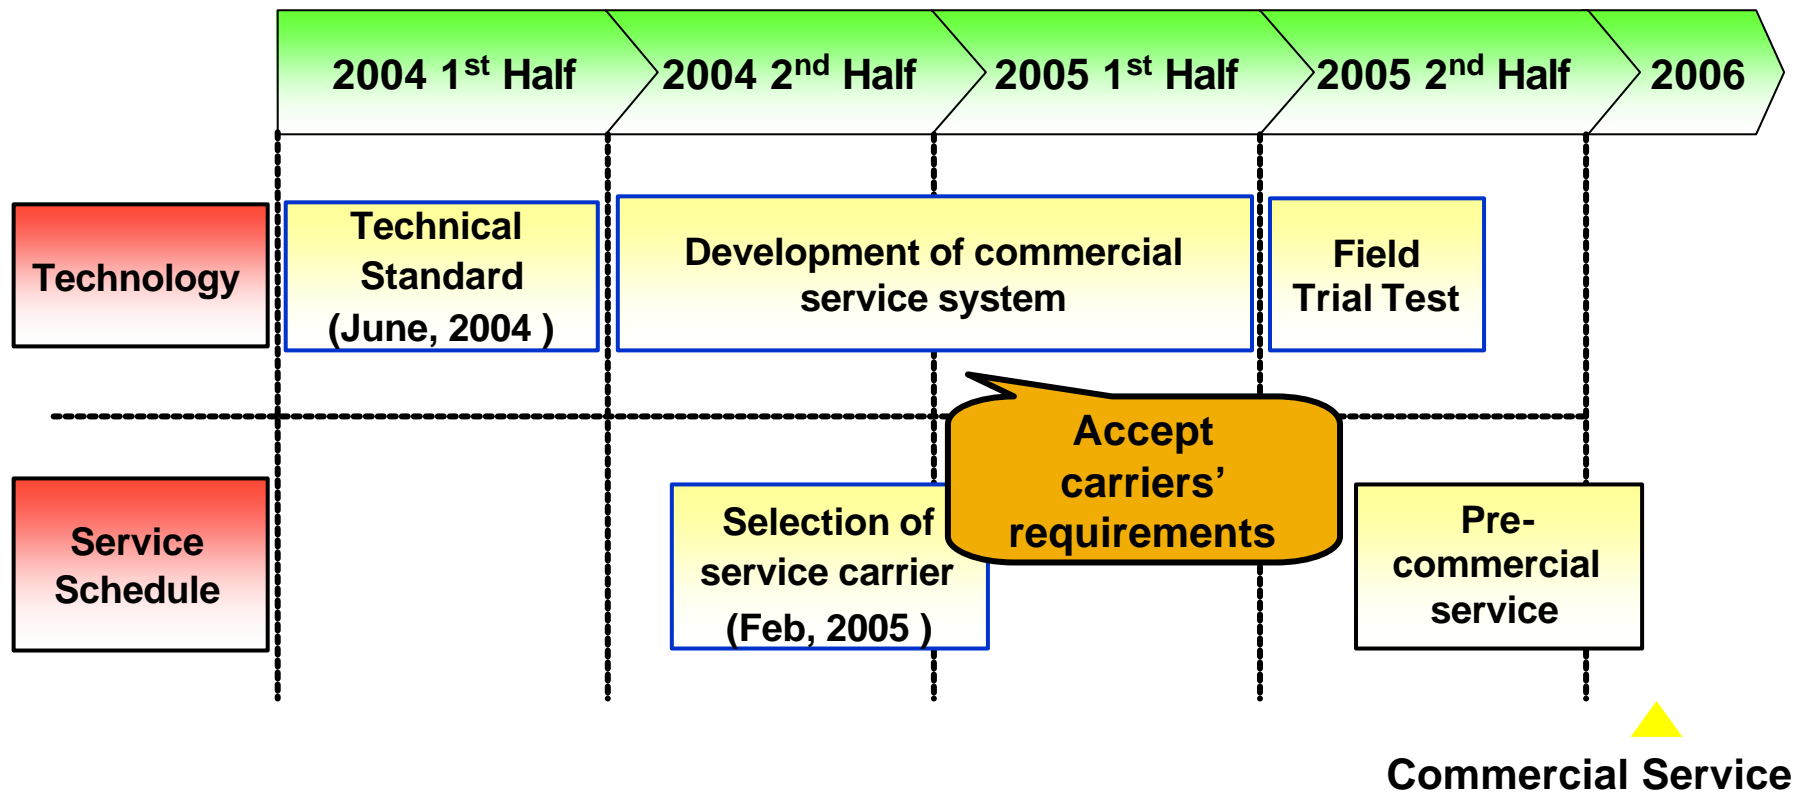 2004 1st Half
2004 2nd Half
2005 1st Half
2005 2nd Half
2006
Technology
Technical
Standard
(June, 2004 )
Development of commercial
service system
Field
Trial Test
Accept
carriers’
requirements
Service
Schedule
Selection of
service carrier
(Feb, 2005 )
Pre-
commercial
service
Commercial Service